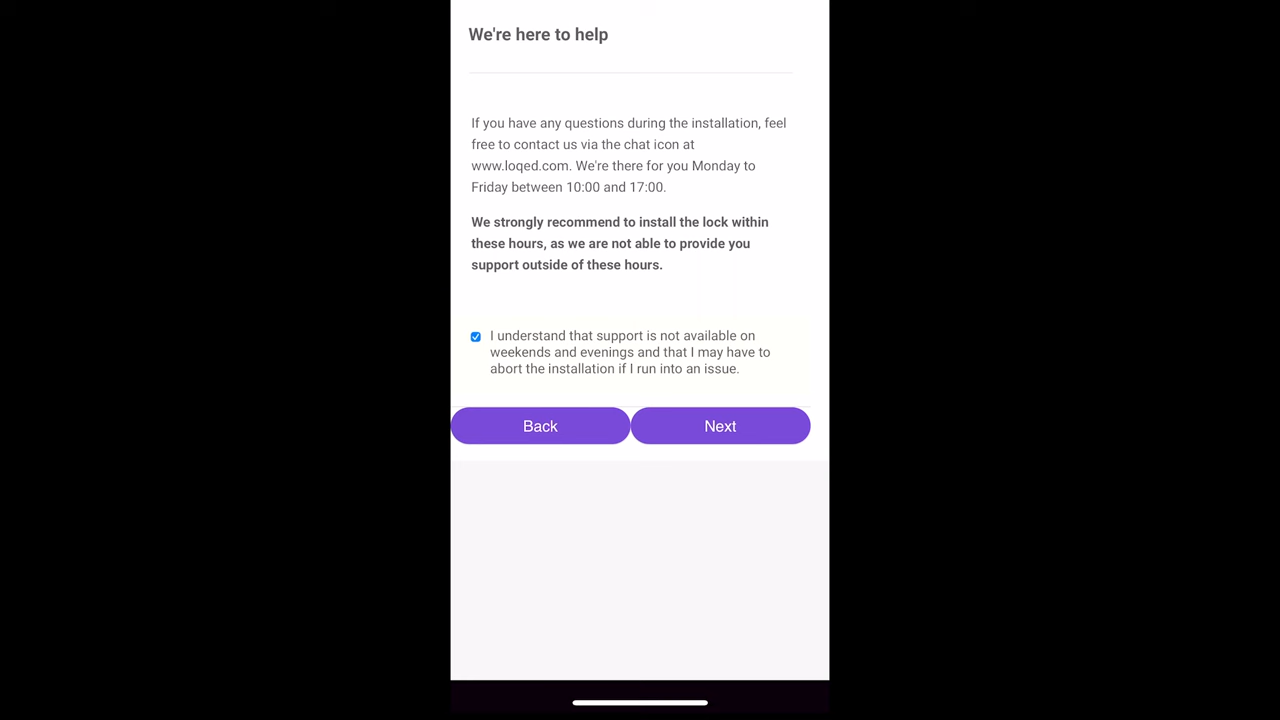 We're here to help
If you have any questions during the installation, feel
free to contact us via the chat icon at
www.loqed.com. We're there for you Monday to
Friday between 10:00 and 17:00.
We strongly recommend to install the lock within
these hours, as we are not able to provide you
support outside of these hours.
I understand that support is not available on
weekends and evenings and that I may have to
abort the installation if I run into an issue.
Back
Next